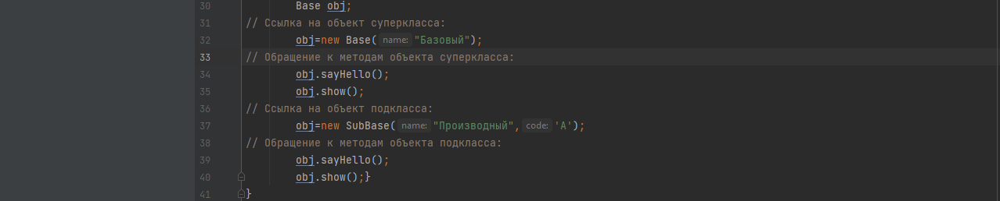 30 Base obj;
31 // Ссылка на объект суперкласса:
32 obj=new Base( name: "Базовый");
33 // Обращение к методам объекта суперкласса:
34 obj.sayHello();
35 obj.show();
36 // Ссылка на объект подкласса:
37 obj=new SubBase( name: "Производный", code: 'A');
38 // Обращение к методам объекта подкласса:
39 obj.sayHello();
40 obj.show();}
41 }